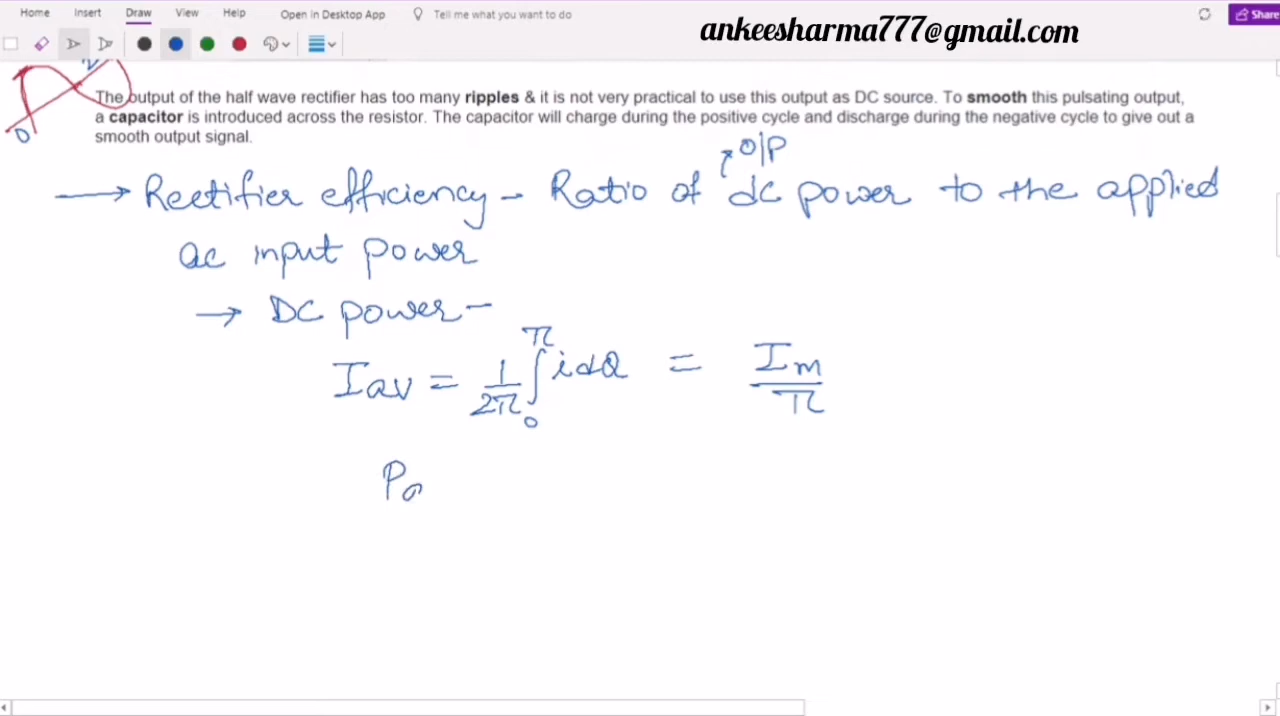 Home Insert Draw View Help Open in Desktop App Tell me what you want to do
Share
ankeesharma777@gmail.com
The output of the half wave rectifier has too many ripples & it is not very practical to use this output as DC source. To smooth this pulsating output,
a capacitor is introduced across the resistor. The capacitor will charge during the positive cycle and discharge during the negative cycle to give out a
smooth output signal.
0
O/P
→ Rectifier efficiency - Ratio of dc power to the applied
ac input power
→ DC power -
Iav = 1/2π ∫₀^π i dθ = Im/π